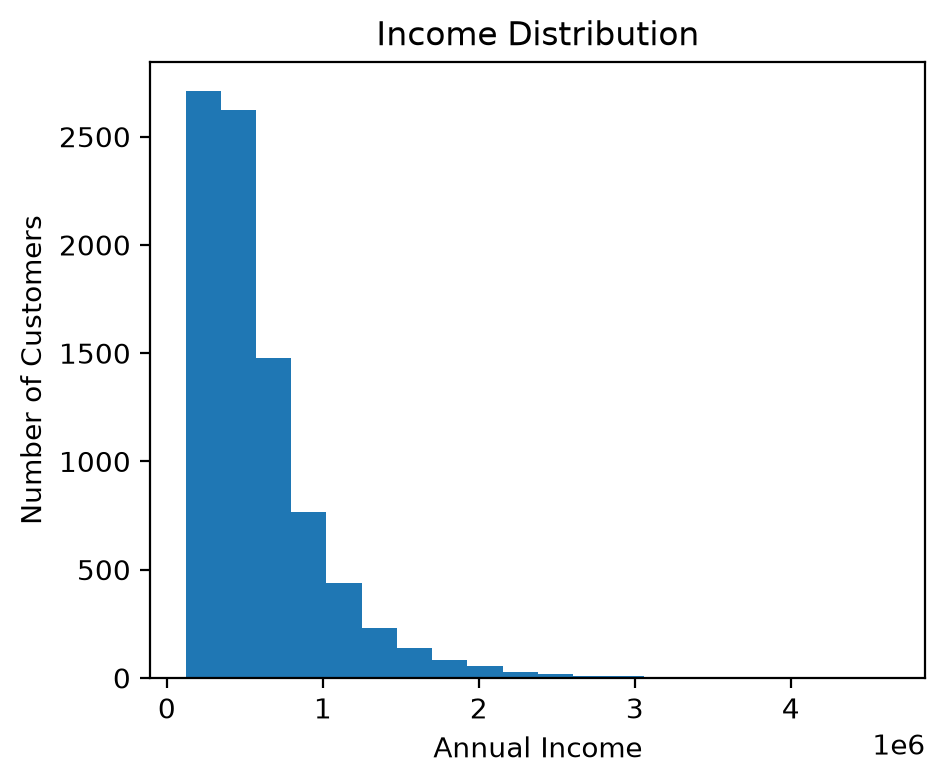 Income Distribution
2500
2000
1500
1000
500
0
Number of Customers
0 1 2 3 4
1e6
Annual Income